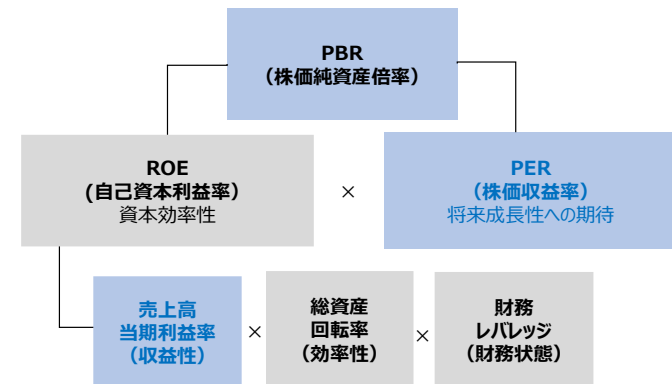 PBR
（株価純資産倍率）
ROE
(自己資本利益率）
資本効率性
×
PER
（株価収益率）
将来成長性への期待
売上高
当期利益率
（収益性）
×
総資産
回転率
（効率性）
×
財務
レバレッジ
（財務状態）